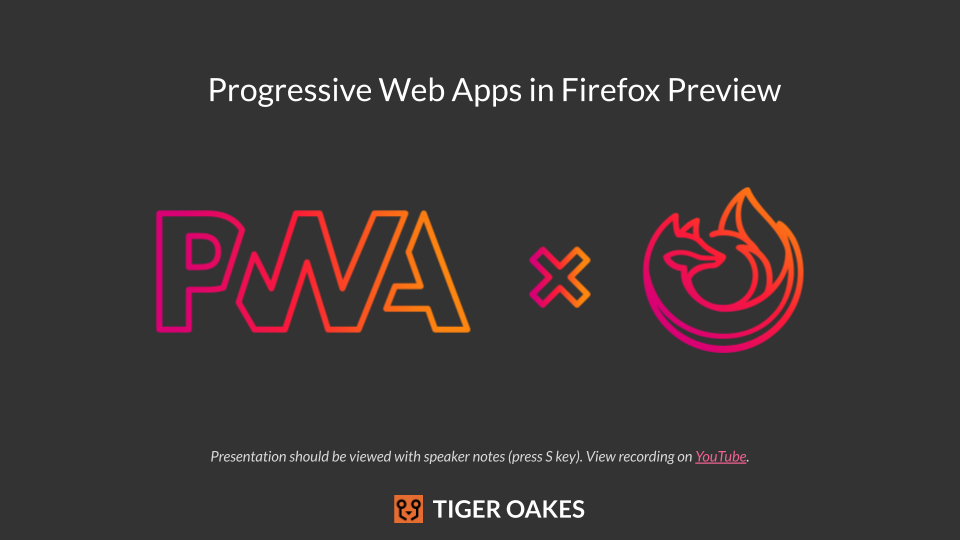 Progressive Web Apps in Firefox Preview
PWA
Presentation should be viewed with speaker notes (press S key). View recording on YouTube.
TIGER OAKES